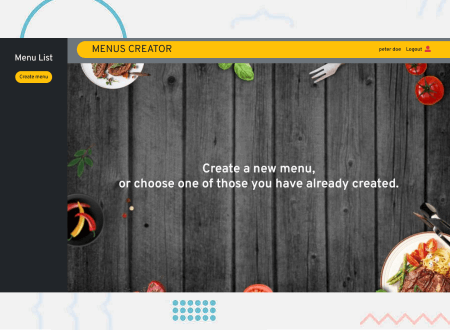 MENUS CREATOR
peter doe Logout
Menu List
Create menu
Create a new menu,
or choose one of those you have already created.